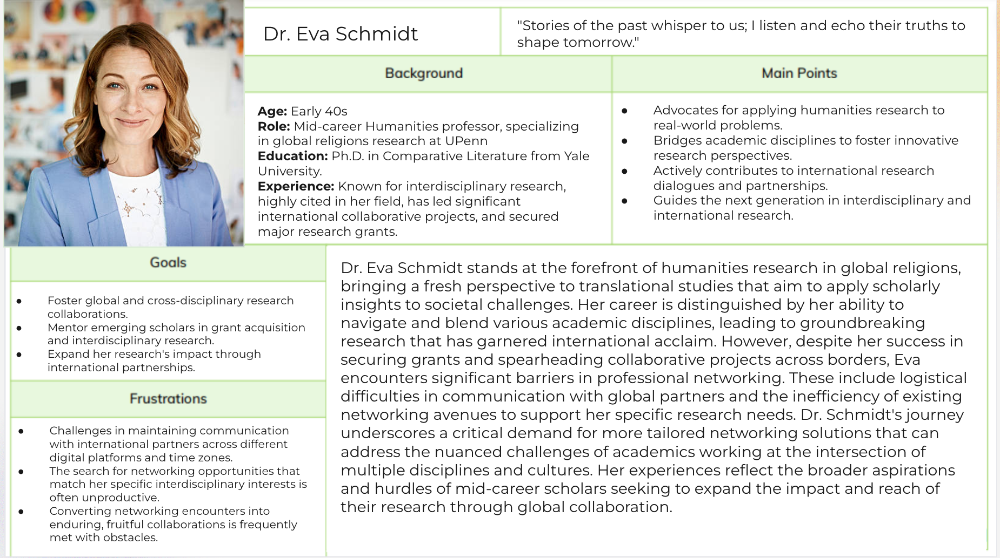 Dr. Eva Schmidt
"Stories of the past whisper to us; I listen and echo their truths to
shape tomorrow."
Background
Age: Early 40s
Role: Mid-career Humanities professor, specializing
in global religions research at UPenn
Education: Ph.D. in Comparative Literature from Yale
University.
Experience: Known for interdisciplinary research,
highly cited in her field, has led significant
international collaborative projects, and secured
major research grants.
Main Points
● Advocates for applying humanities research to
real-world problems.
● Bridges academic disciplines to foster innovative
research perspectives.
● Actively contributes to international research
dialogues and partnerships.
● Guides the next generation in interdisciplinary and
international research.
Goals
● Foster global and cross-disciplinary research
collaborations.
● Mentor emerging scholars in grant acquisition
and interdisciplinary research.
● Expand her research's impact through
international partnerships.
Frustrations
● Challenges in maintaining communication
with international partners across different
digital platforms and time zones.
● The search for networking opportunities that
match her specific interdisciplinary interests is
often unproductive.
● Converting networking encounters into
enduring, fruitful collaborations is frequently
met with obstacles.
Dr. Eva Schmidt stands at the forefront of humanities research in global religions,
bringing a fresh perspective to translational studies that aim to apply scholarly
insights to societal challenges. Her career is distinguished by her ability to
navigate and blend various academic disciplines, leading to groundbreaking
research that has garnered international acclaim. However, despite her success in
securing grants and spearheading collaborative projects across borders, Eva
encounters significant barriers in professional networking. These include logistical
difficulties in communication with global partners and the inefficiency of existing
networking avenues to support her specific research needs. Dr. Schmidt's journey
underscores a critical demand for more tailored networking solutions that can
address the nuanced challenges of academics working at the intersection of
multiple disciplines and cultures. Her experiences reflect the broader aspirations
and hurdles of mid-career scholars seeking to expand the impact and reach of
their research through global collaboration.